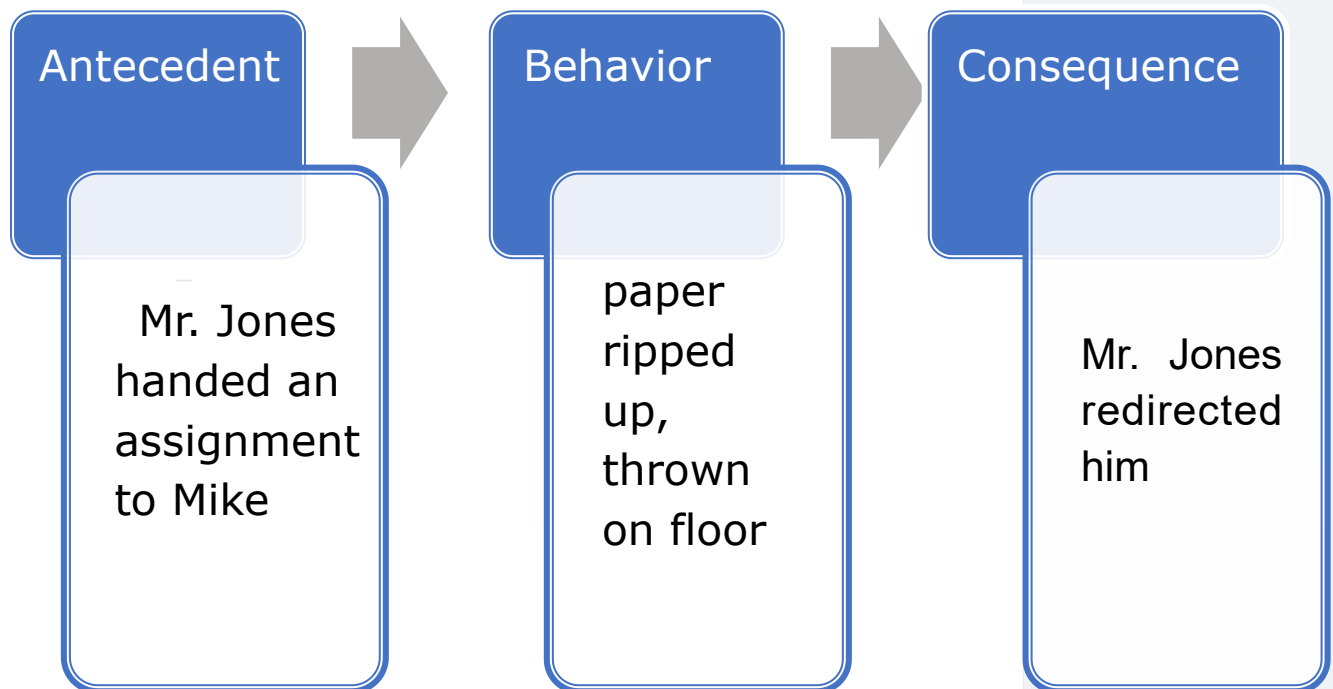 Antecedent
Behavior
Consequence
Mr. Jones
handed an
assignment
to Mike
paper
ripped
up,
thrown
on floor
Mr. Jones
redirected
him